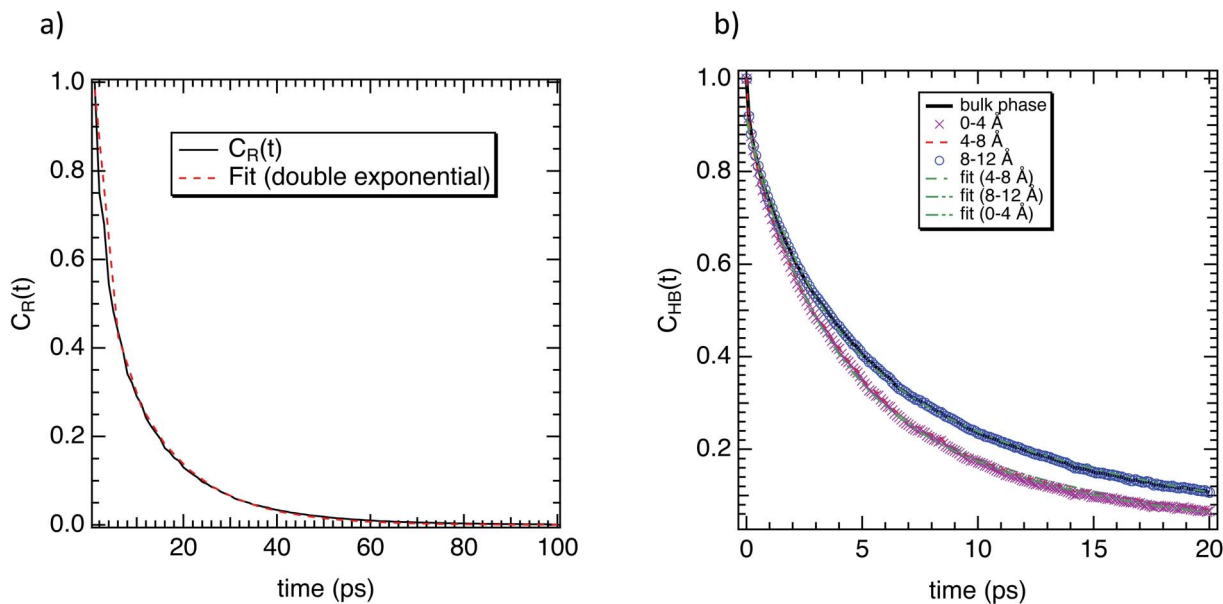 a)
1.0
0.8
0.6
0.4
0.2
0.0
C_R(t)
C_R(t)
Fit (double exponential)
20
40
60
80
100
time (ps)
b)
1.0
0.8
0.6
0.4
0.2
C_HB(t)
bulk phase
0-4 Å
4-8 Å
8-12 Å
fit (4-8 Å)
fit (8-12 Å)
fit (0-4 Å)
0
5
10
15
20
time (ps)